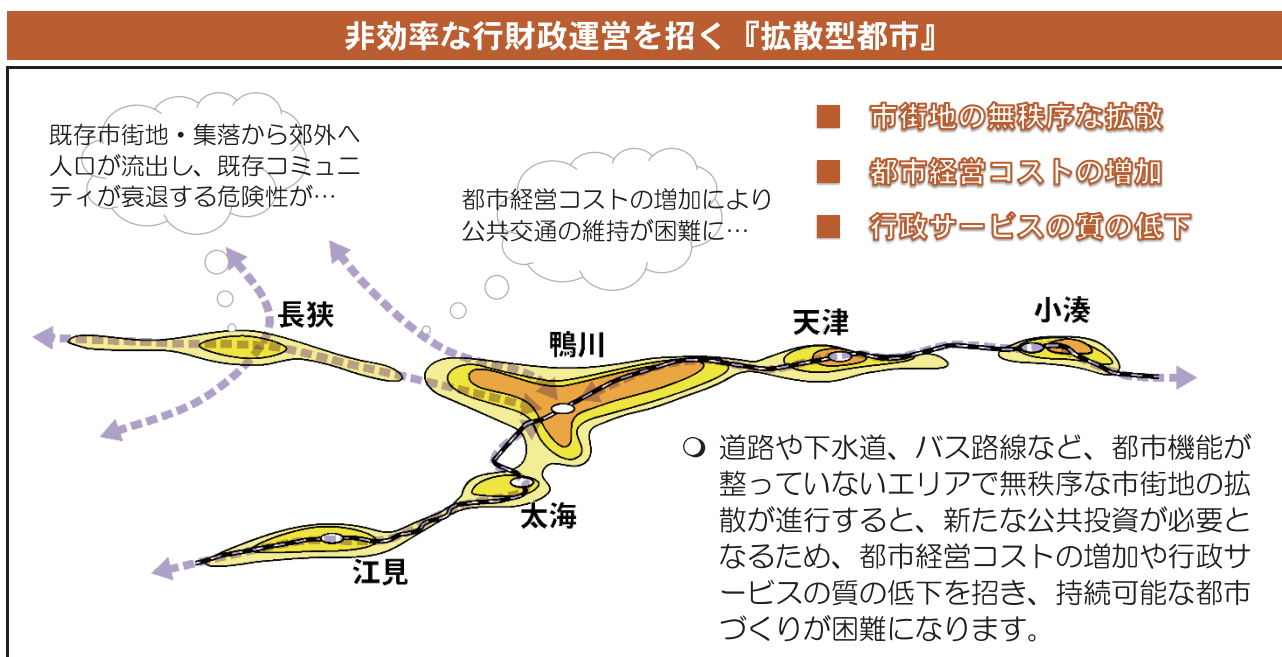 非効率な行財政運営を招く『拡散型都市』
既存市街地・集落から郊外へ
人口が流出し、既存コミュニ
ティが衰退する危険性が…
都市経営コストの増加により
公共交通の維持が困難に…
■ 市街地の無秩序な拡散
■ 都市経営コストの増加
■ 行政サービスの質の低下
長狭
鴨川
天津
小湊
太海
江見
○ 道路や下水道、バス路線など、都市機能が
整っていないエリアで無秩序な市街地の拡
散が進行すると、新たな公共投資が必要と
なるため、都市経営コストの増加や行政サ
ービスの質の低下を招き、持続可能な都市
づくりが困難になります。